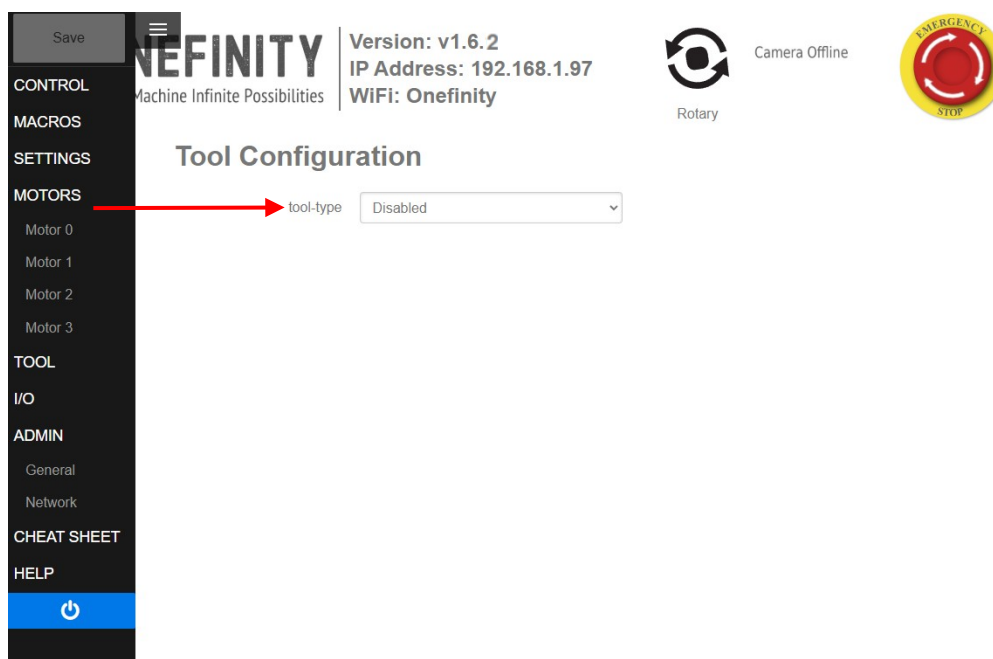 Save
CONTROL
MACROS
SETTINGS
MOTORS
Motor 0
Motor 1
Motor 2
Motor 3
TOOL
I/O
ADMIN
General
Network
CHEAT SHEET
HELP
NEFINITY
Machine Infinite Possibilities
Version: v1.6.2
IP Address: 192.168.1.97
WiFi: Onefinity
Rotary
Camera Offline
EMERGENCY
STOP
Tool Configuration
tool-type
Disabled